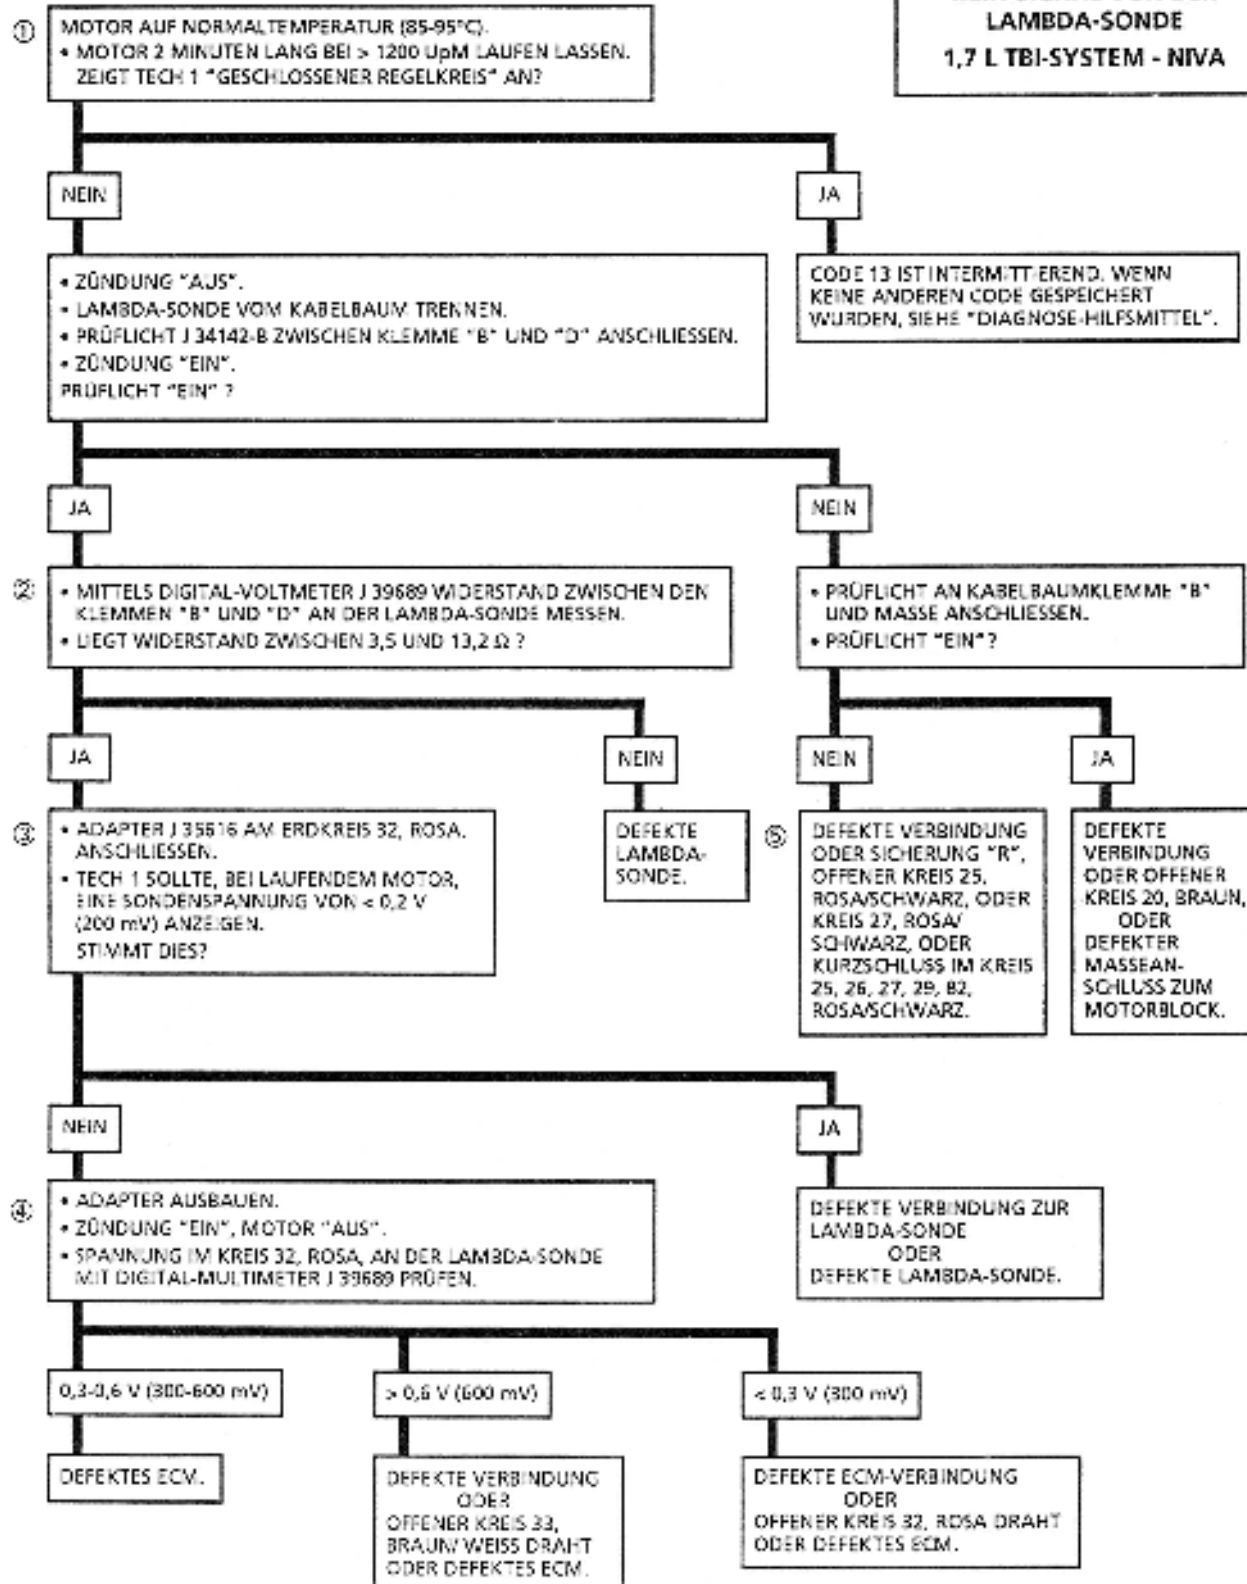 LAMBDA-SONDE
1,7 L TBI-SYSTEM - NIVA
①
MOTOR AUF NORMALTEMPERATUR (85-95°C).
• MOTOR 2 MINUTEN LANG BEI > 1200 UpM LAUFEN LASSEN.
ZEIGT TECH 1 "GESCHLOSSENER REGELKREIS" AN?
NEIN
JA
• ZÜNDUNG "AUS".
• LAMBDA-SONDE VOM KABELBAUM TRENNEN.
• PRÜFLICHT J 34142-B ZWISCHEN KLEMME "B" UND "D" ANSCHLIESSEN.
• ZÜNDUNG "EIN".
PRÜFLICHT "EIN" ?
CODE 13 IST INTERMITTIEREND. WENN
KEINE ANDEREN CODE GESPEICHERT
WURDEN, SIEHE "DIAGNOSE-HILFSMITTEL".
JA
NEIN
②
• MITTELS DIGITAL-VOLTMETER J 39689 WIDERSTAND ZWISCHEN DEN
KLEMMEN "B" UND "D" AN DER LAMBDA-SONDE MESSEN.
• LIEGT WIDERSTAND ZWISCHEN 3,5 UND 13,2 Ω ?
• PRÜFLICHT AN KABELBAUMKLEMME "B"
UND MASSE ANSCHLIESSEN.
• PRÜFLICHT "EIN" ?
JA
NEIN
NEIN
JA
③
• ADAPTER J 35616 AM ERDKREIS 32, ROSA,
ANSCHLIESSEN.
• TECH 1 SOLLTE, BEI LAUFENDEM MOTOR,
EINE SONDENSPANNUNG VON < 0,2 V
(200 mV) ANZEIGEN.
STIMMT DIES?
DEFEKTE
LAMBDA-
SONDE.
⑤
DEFEKTE VERBINDUNG
ODER SICHERUNG "R",
OFFENER KREIS 25,
ROSA/SCHWARZ, ODER
KREIS 27, ROSA/
SCHWARZ, ODER
KURZSCHLUSS IM KREIS
25, 26, 27, 29, 82,
ROSA/SCHWARZ.
DEFEKTE
VERBINDUNG
ODER OFFENER
KREIS 20, BRAUN,
ODER
DEFEKTER
MASSEAN-
SCHLUSS ZUM
MOTORBLOCK.
NEIN
JA
④
• ADAPTER AUSBAUEN.
• ZÜNDUNG "EIN", MOTOR "AUS".
• SPANNUNG IM KREIS 32, ROSA, AN DER LAMBDA-SONDE
MIT DIGITAL-MULTIMETER J 39689 PRÜFEN.
DEFEKTE VERBINDUNG ZUR
LAMBDA-SONDE
ODER
DEFEKTE LAMBDA-SONDE.
0,3-0,6 V (300-600 mV)
> 0,6 V (600 mV)
< 0,3 V (300 mV)
DEFEKTES ECM.
DEFEKTE VERBINDUNG
ODER
OFFENER KREIS 33,
BRAUN/ WEISS DRAHT
ODER DEFEKTES ECM.
DEFEKTE ECM-VERBINDUNG
ODER
OFFENER KREIS 32, ROSA DRAHT
ODER DEFEKTES ECM.